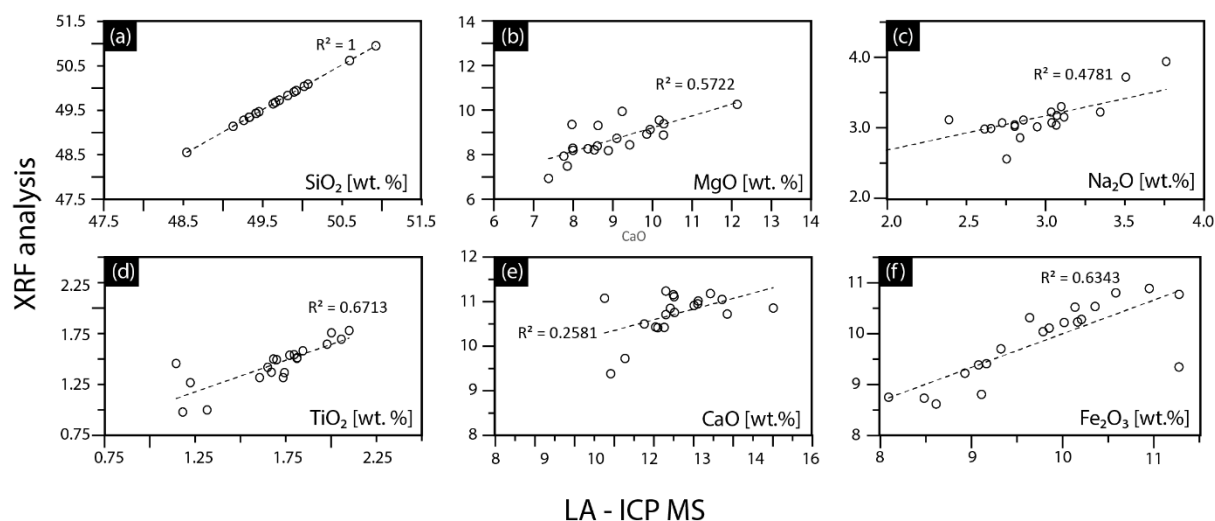 XRF analysis
(a)
R² = 1
SiO₂ [wt. %]
51.5
50.5
49.5
48.5
47.5
47.5 48.5 49.5 50.5 51.5
(b)
R² = 0.5722
MgO [wt. %]
16
14
12
10
8
6
6 7 8 9 10 11 12 13 14
CaO
(c)
R² = 0.4781
Na₂O [wt.%]
4.0
3.0
2.0
2.0 2.5 3.0 3.5 4.0
(d)
R² = 0.6713
TiO₂ [wt. %]
2.25
1.75
1.25
0.75
0.75 1.25 1.75 2.25
(e)
R² = 0.2581
CaO [wt.%]
12
11
10
9
8
8 10 12 14 16
(f)
R² = 0.6343
Fe₂O₃[wt.%]
11
10
9
8
8 9 10 11
LA - ICP MS